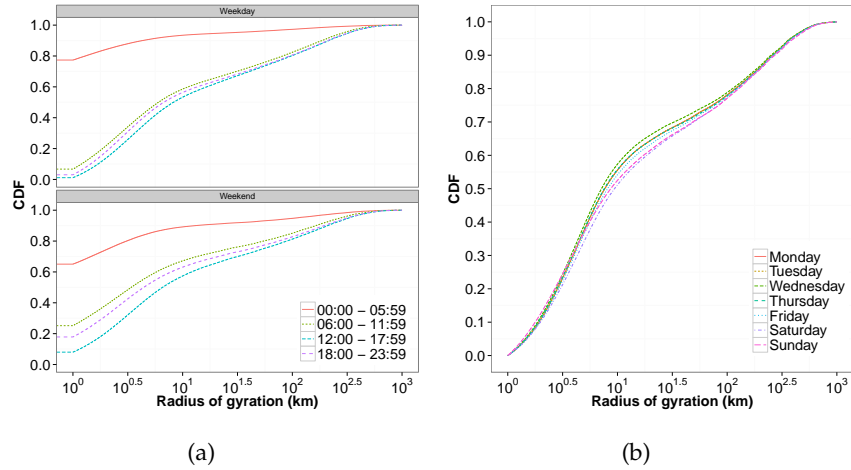 Weekday
1.0
0.8
0.6
0.4
0.2
0.0
CDF
Weekend
1.0
0.8
0.6
0.4
0.2
0.0
00:00 – 05:59
06:00 – 11:59
12:00 – 17:59
18:00 – 23:59
10^0 10^0.5 10^1 10^1.5 10^2 10^2.5 10^3
Radius of gyration (km)
(a)
1.0
0.9
0.8
0.7
0.6
0.5
0.4
0.3
0.2
0.1
0.0
CDF
Monday
Tuesday
Wednesday
Thursday
Friday
Saturday
Sunday
10^0 10^0.5 10^1 10^1.5 10^2 10^2.5 10^3
Radius of gyration (km)
(b)